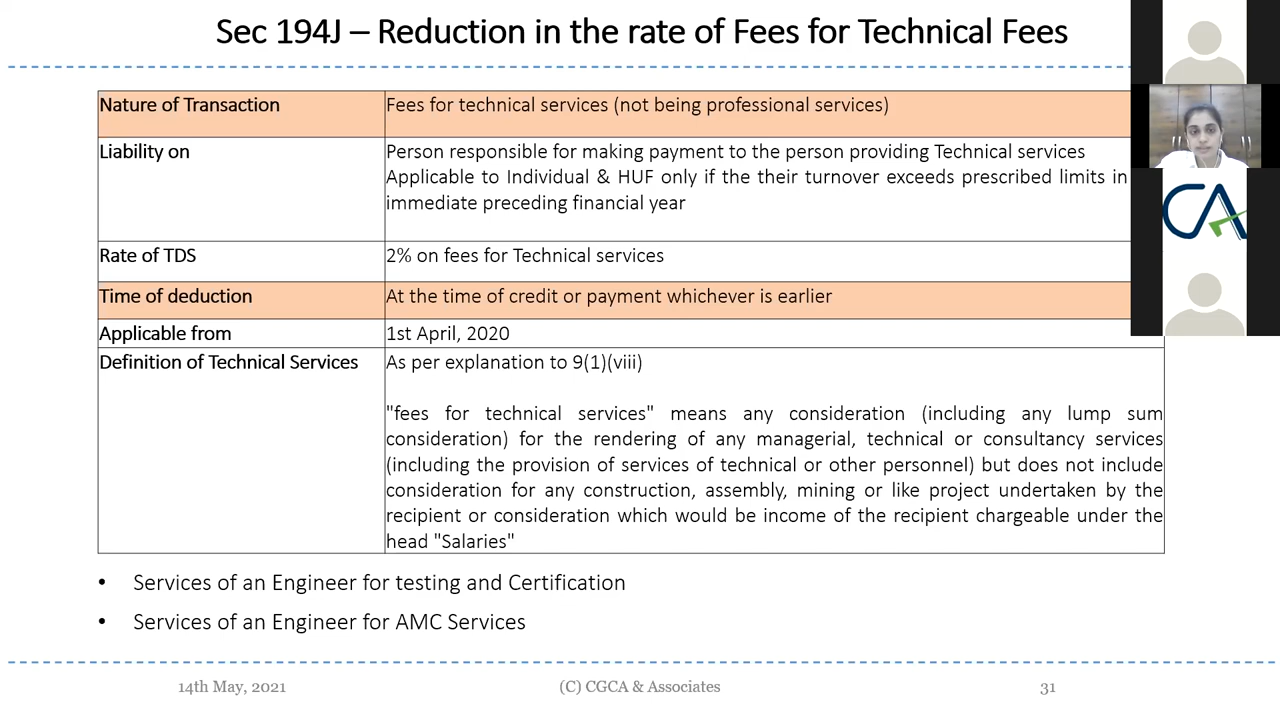 Sec 194J – Reduction in the rate of Fees for Technical Fees
Nature of Transaction
Fees for technical services (not being professional services)
Liability on
Person responsible for making payment to the person providing Technical services
Applicable to Individual & HUF only if the their turnover exceeds prescribed limits in
immediate preceding financial year
Rate of TDS
2% on fees for Technical services
Time of deduction
At the time of credit or payment whichever is earlier
Applicable from
1st April, 2020
Definition of Technical Services
As per explanation to 9(1)(viii)
"fees for technical services" means any consideration (including any lump sum
consideration) for the rendering of any managerial, technical or consultancy services
(including the provision of services of technical or other personnel) but does not include
consideration for any construction, assembly, mining or like project undertaken by the
recipient or consideration which would be income of the recipient chargeable under the
head "Salaries"
• Services of an Engineer for testing and Certification
• Services of an Engineer for AMC Services
14th May, 2021
(C) CGCA & Associates
31
CA